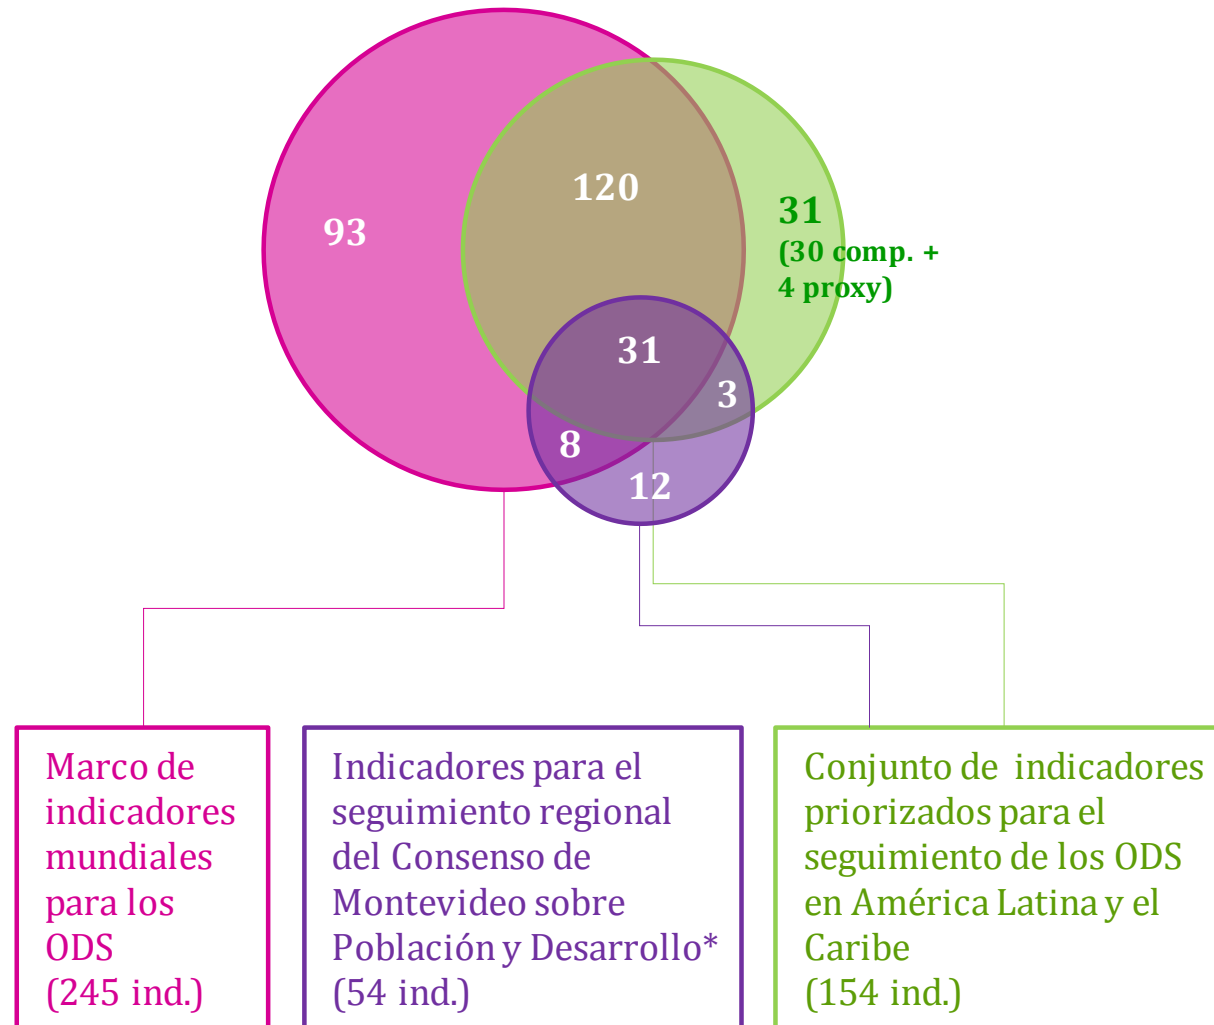 93
120
31
(30 comp. +
4 proxy)
31
3
8
12
Marco de
indicadores
mundiales
para los
ODS
(245 ind.)
Indicadores para el
seguimiento regional
del Consenso de
Montevideo sobre
Población y Desarrollo*
(54 ind.)
Conjunto de indicadores
priorizados para el
seguimiento de los ODS
en América Latina y el
Caribe
(154 ind.)